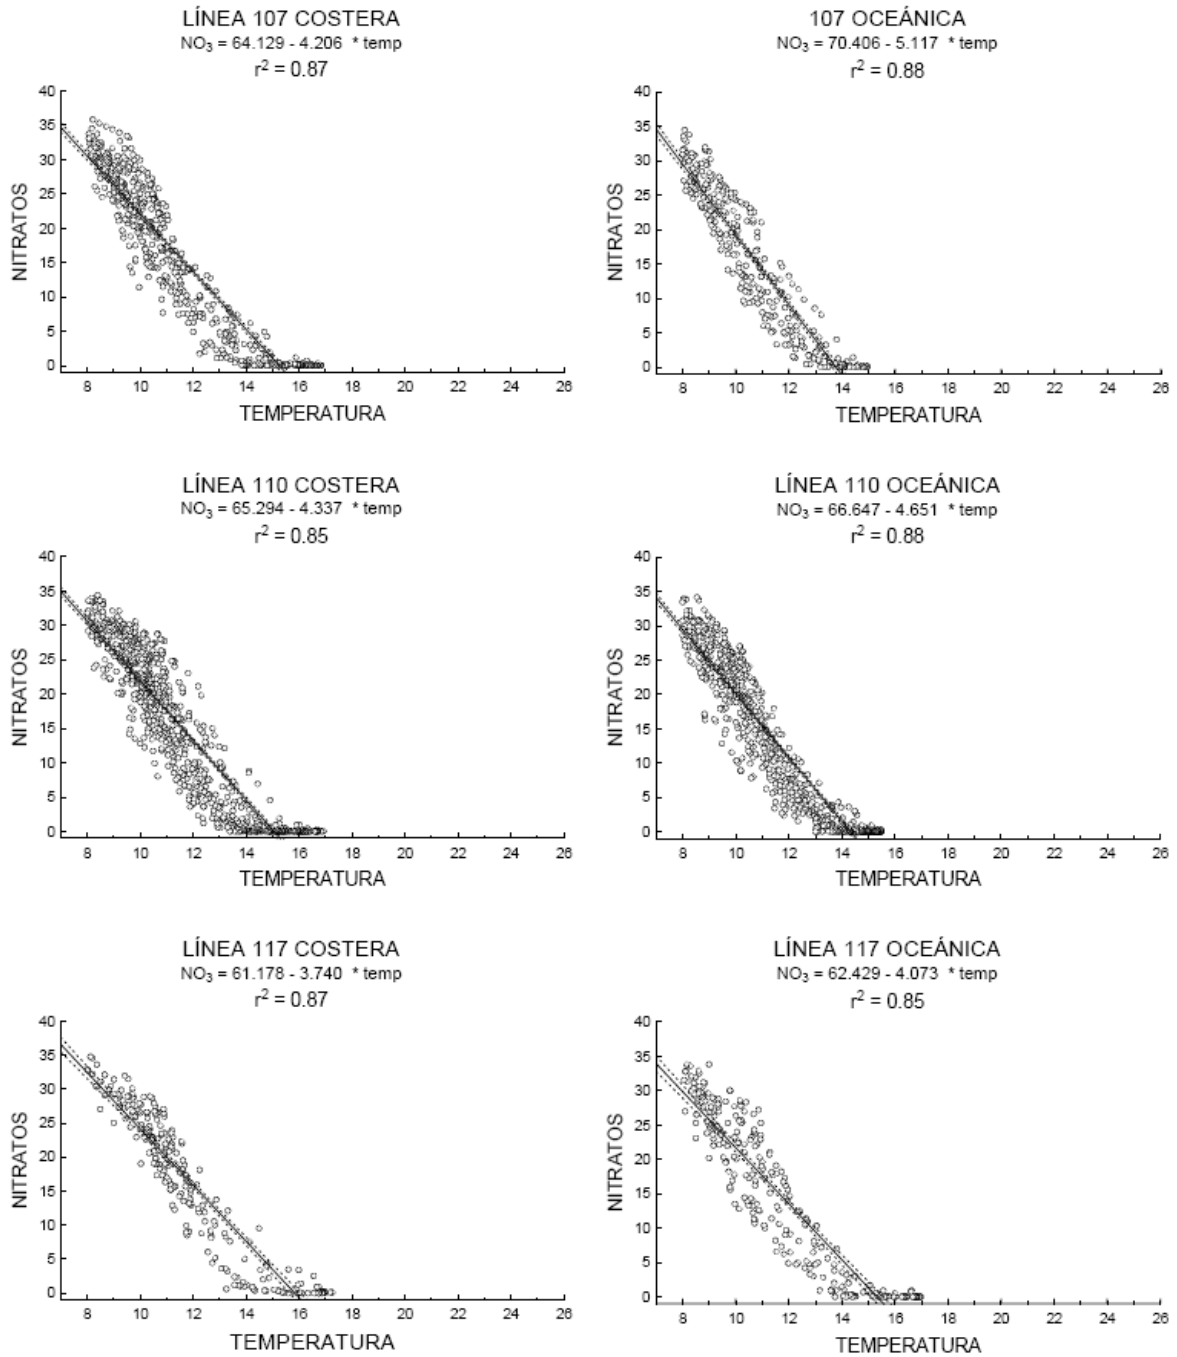 LÍNEA 107 COSTERA
NO3 = 64.129 - 4.206 * temp
r2 = 0.87
40
35
30
25
20
15
10
5
0
NITRATOS
8 10 12 14 16 18 20 22 24 26
TEMPERATURA
107 OCEÁNICA
NO3 = 70.406 - 5.117 * temp
r2 = 0.88
40
35
30
25
20
15
10
5
0
NITRATOS
8 10 12 14 16 18 20 22 24 26
TEMPERATURA
LÍNEA 110 COSTERA
NO3 = 65.294 - 4.337 * temp
r2 = 0.85
40
35
30
25
20
15
10
5
0
NITRATOS
8 10 12 14 16 18 20 22 24 26
TEMPERATURA
LÍNEA 110 OCEÁNICA
NO3 = 66.647 - 4.651 * temp
r2 = 0.88
40
35
30
25
20
15
10
5
0
NITRATOS
8 10 12 14 16 18 20 22 24 26
TEMPERATURA
LÍNEA 117 COSTERA
NO3 = 61.178 - 3.740 * temp
r2 = 0.87
40
35
30
25
20
15
10
5
0
NITRATOS
8 10 12 14 16 18 20 22 24 26
TEMPERATURA
LÍNEA 117 OCEÁNICA
NO3 = 62.429 - 4.073 * temp
r2 = 0.85
40
35
30
25
20
15
10
5
0
NITRATOS
8 10 12 14 16 18 20 22 24 26
TEMPERATURA